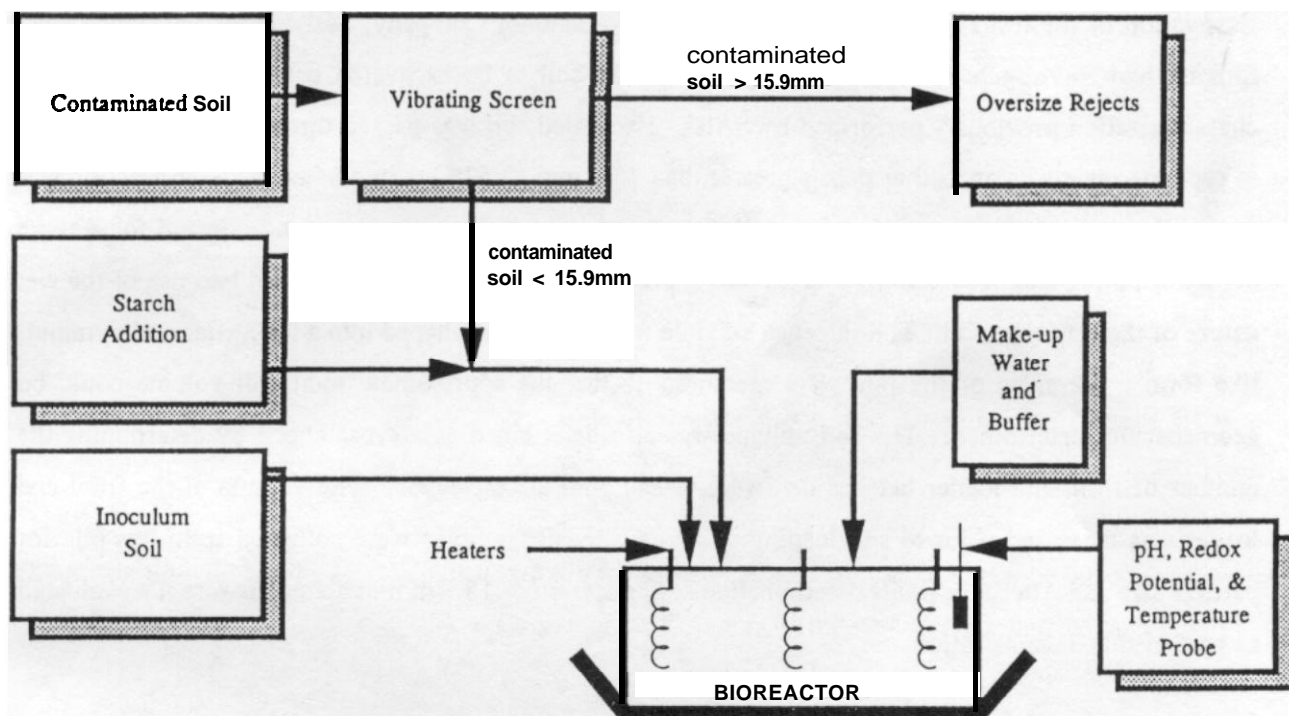 Contaminated Soil
Vibrating Screen
contaminated
soil > 15.9mm
Oversize Rejects
contaminated
soil < 15.9mm
Starch
Addition
Make-up
Water
and
Buffer
Inoculum
Soil
Heaters
pH, Redox
Potential, &
Temperature
Probe
BIOREACTOR